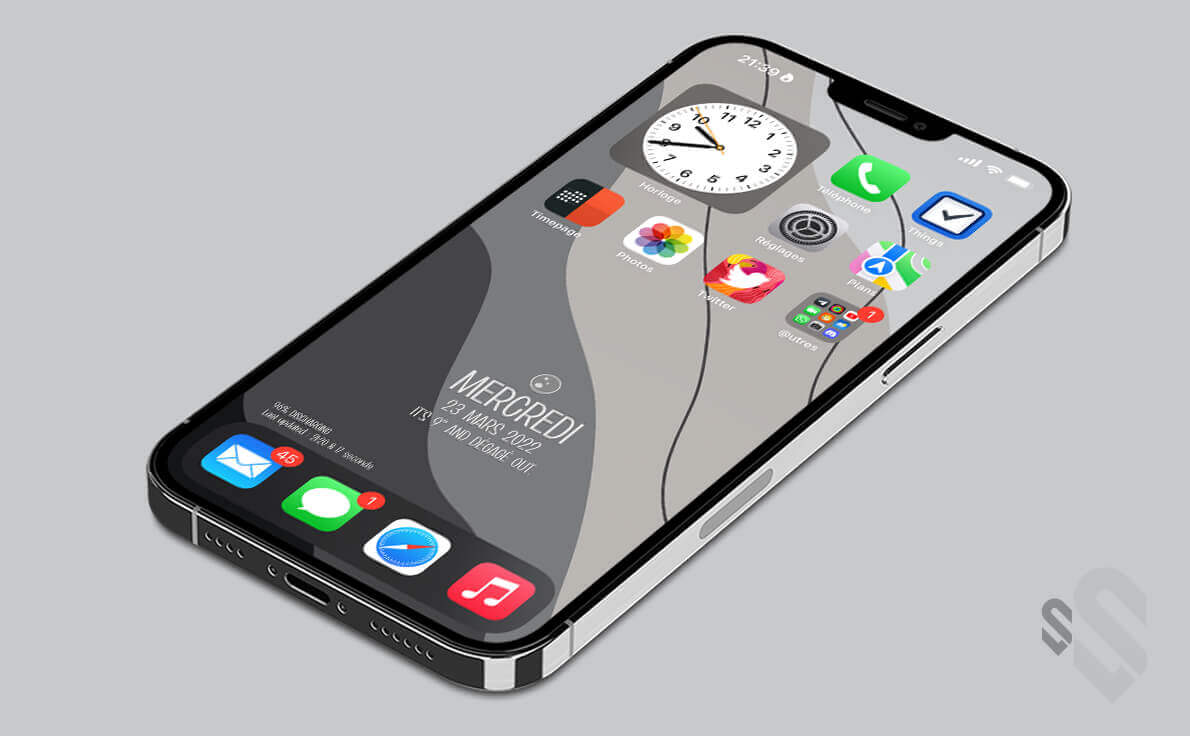 21:39
10 11 12 1 2 3 4 5 6 7 8 9
Horloge
Téléphone
Things
Timepage
Photos
Réglages
Plans
Twitter
1
@utres
MERCREDI
23 MARS 2022
IT'S 9° AND DÉGAGÉ OUT.
96% DISCHARGING
Last updated : 21:20 & 17 seconde
45
1